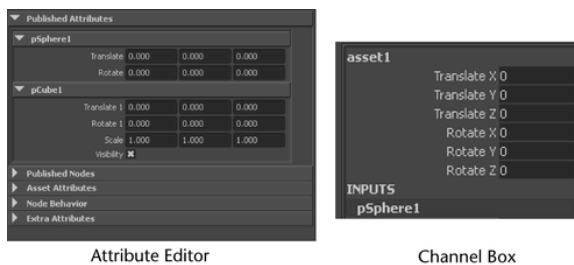 Published Attributes
pSphere1
Translate 0.000 0.000 0.000
Rotate 0.000 0.000 0.000
pCube1
Translate 1 0.000 0.000 0.000
Rotate 1 0.000 0.000 0.000
Scale 1.000 1.000 1.000
Visibility
Published Nodes
Asset Attributes
Node Behavior
Extra Attributes
Attribute Editor
asset1
Translate X 0
Translate Y 0
Translate Z 0
Rotate X 0
Rotate Y 0
Rotate Z 0
INPUTS
pSphere1
Channel Box